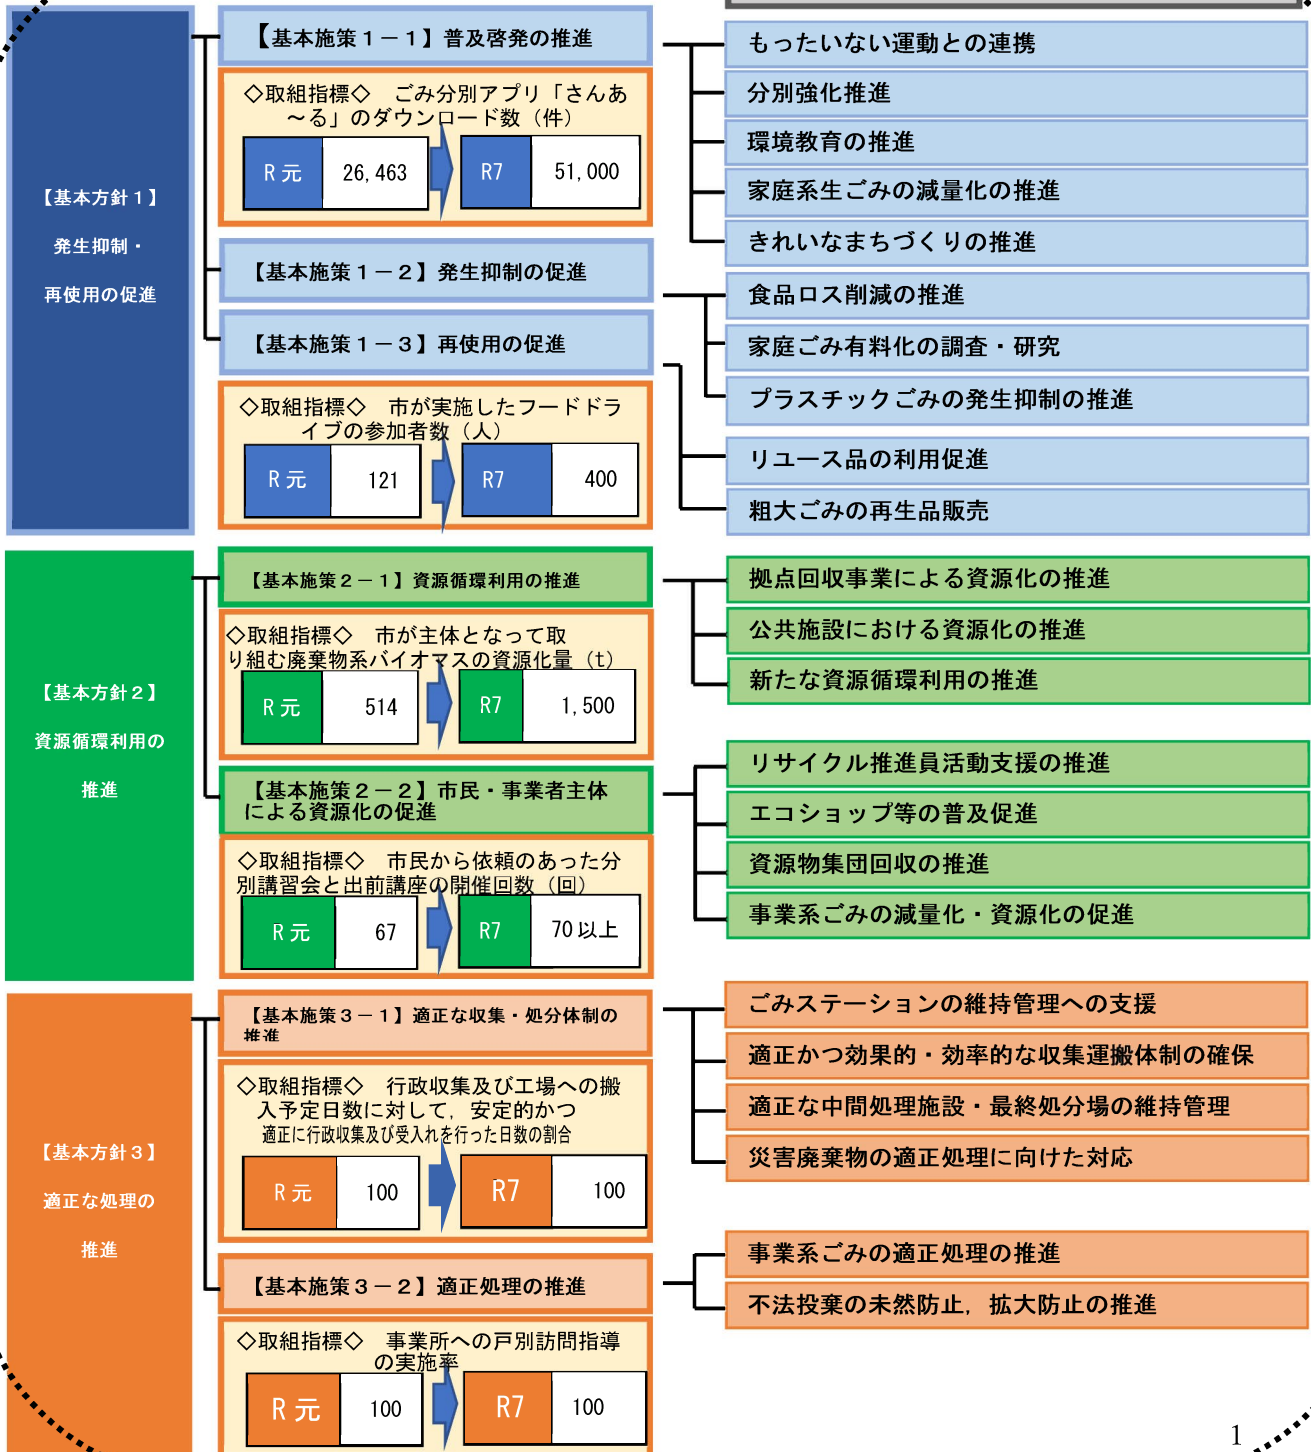 【基本方針１】
発生抑制・
再使用の促進
【基本施策１－１】普及啓発の推進
◇取組指標◇　ごみ分別アプリ「さんあ
～る」のダウンロード数（件）
R 元
26,463
R7
51,000
【基本施策１－２】発生抑制の促進
【基本施策１－３】再使用の促進
◇取組指標◇　市が実施したフードドラ
イブの参加者数（人）
R 元
121
R7
400
もったいない運動との連携
分別強化推進
環境教育の推進
家庭系生ごみの減量化の推進
きれいなまちづくりの推進
食品ロス削減の推進
家庭ごみ有料化の調査・研究
プラスチックごみの発生抑制の推進
リユース品の利用促進
粗大ごみの再生品販売
【基本方針２】
資源循環利用の
推進
【基本施策２－１】資源循環利用の推進
◇取組指標◇　市が主体となって取
り組む廃棄物系バイオマスの資源化量（t）
R 元
514
R7
1,500
【基本施策２－２】市民・事業者主体
による資源化の促進
◇取組指標◇　市民から依頼のあった分
別講習会と出前講座の開催回数（回）
R 元
67
R7
70 以上
拠点回収事業による資源化の推進
公共施設における資源化の推進
新たな資源循環利用の推進
リサイクル推進員活動支援の推進
エコショップ等の普及促進
資源物集団回収の推進
事業系ごみの減量化・資源化の促進
【基本方針３】
適正な処理の
推進
【基本施策３－１】適正な収集・処分体制の
推進
◇取組指標◇　行政収集及び工場への搬
入予定日数に対して，安定的かつ
適正に行政収集及び受入れを行った日数の割合
R 元
100
R7
100
【基本施策３－２】適正処理の推進
◇取組指標◇　事業所への戸別訪問指導
の実施率
R 元
100
R7
100
ごみステーションの維持管理への支援
適正かつ効果的・効率的な収集運搬体制の確保
適正な中間処理施設・最終処分場の維持管理
災害廃棄物の適正処理に向けた対応
事業系ごみの適正処理の推進
不法投棄の未然防止，拡大防止の推進
1